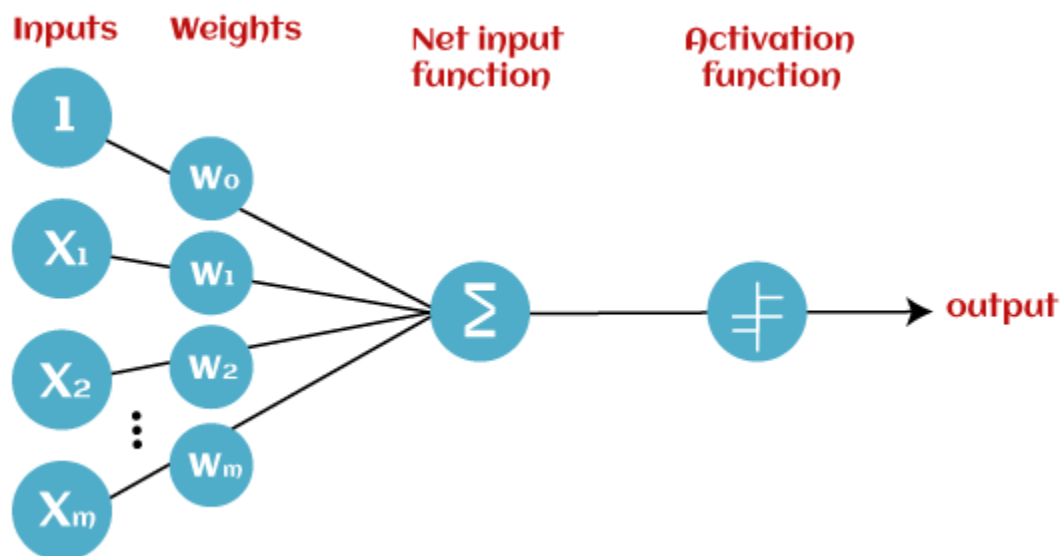 Inputs Weights Net input function Activation function
1
W₀
X₁
W₁
X₂
W₂
Xₘ
Wₘ
Σ
output